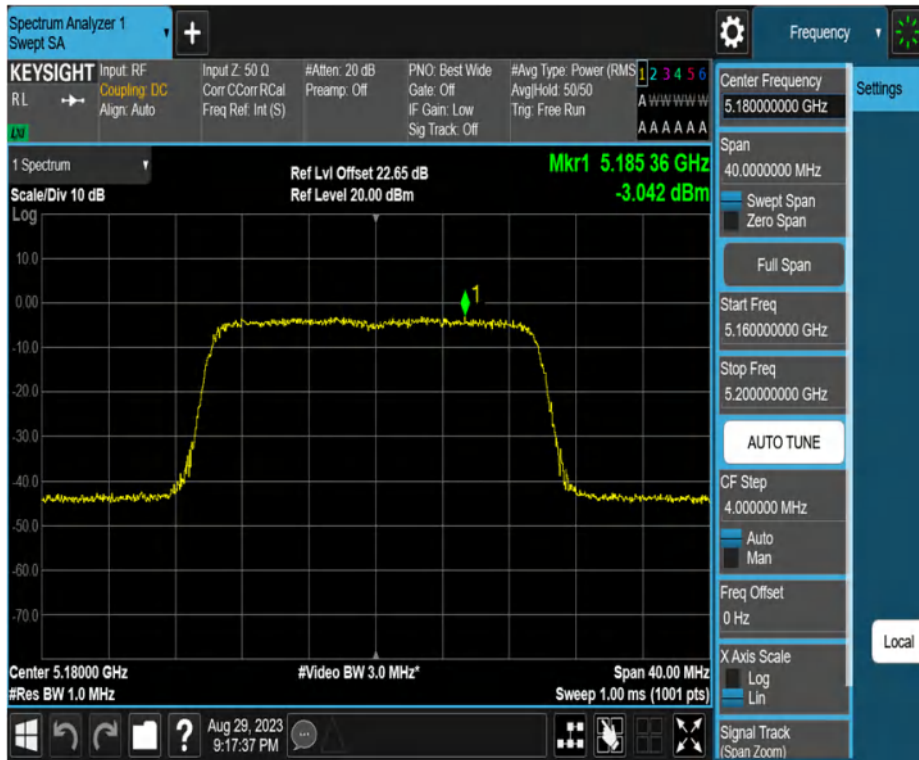 Spectrum Analyzer 1
Swept SA
+
Frequency
KEYSIGHT
RL
LXI
Input: RF
Coupling: DC
Align: Auto
Input Z: 50 Ω
Corr CCorr RCal
Freq Ref: Int (S)
#Atten: 20 dB
Preamp: Off
PNO: Best Wide
Gate: Off
IF Gain: Low
Sig Track: Off
#Avg Type: Power (RMS
Avg|Hold: 50/50
Trig: Free Run
1 2 3 4 5 6
A W W W W W
A A A A A A
1 Spectrum
Scale/Div 10 dB
Log
Ref Lvl Offset 22.65 dB
Ref Level 20.00 dBm
Mkr1 5.185 36 GHz
-3.042 dBm
1
10.0
0.00
-10.0
-20.0
-30.0
-40.0
-50.0
-60.0
-70.0
Center 5.18000 GHz
#Res BW 1.0 MHz
#Video BW 3.0 MHz*
Span 40.00 MHz
Sweep 1.00 ms (1001 pts)
?
Aug 29, 2023
9:17:37 PM
Center Frequency
5.180000000 GHz
Span
40.0000000 MHz
Swept Span
Zero Span
Full Span
Start Freq
5.160000000 GHz
Stop Freq
5.200000000 GHz
AUTO TUNE
CF Step
4.000000 MHz
Auto
Man
Freq Offset
0 Hz
X Axis Scale
Log
Lin
Signal Track
(Span Zoom)
Settings
Local